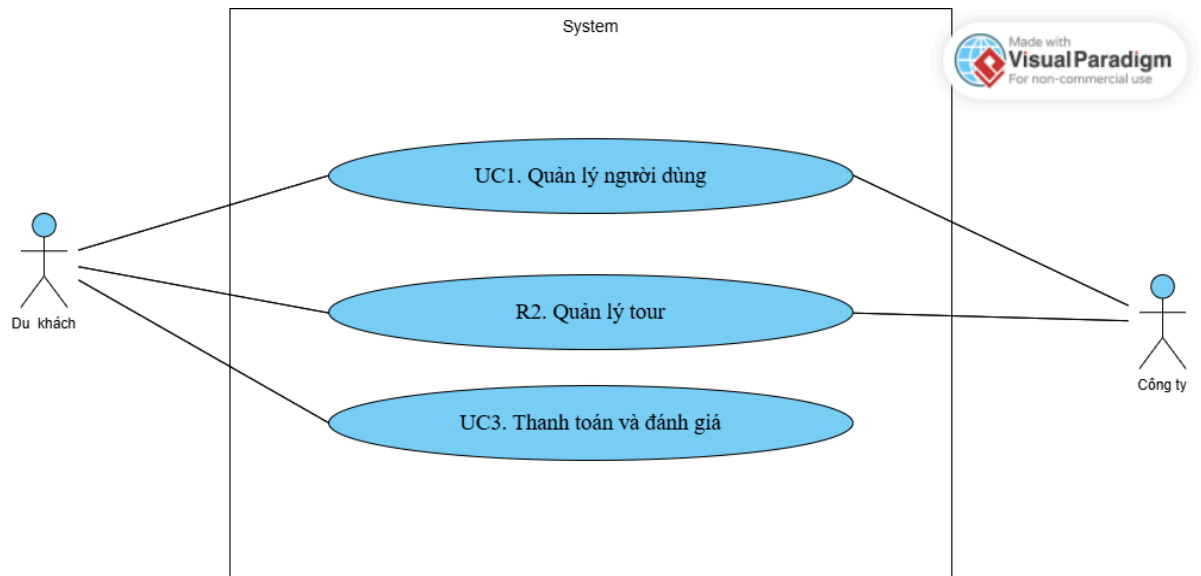 System
Made with
Visual Paradigm
For non-commercial use
UC1. Quản lý người dùng
R2. Quản lý tour
Du khách
Công ty
UC3. Thanh toán và đánh giá